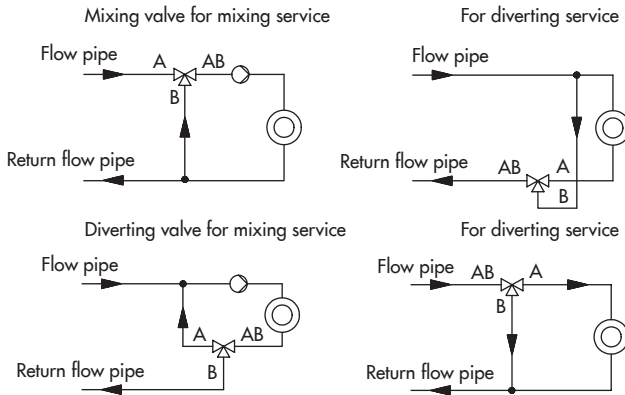 Mixing valve for mixing service
For diverting service
Flow pipe
A
AB
B
Return flow pipe
Flow pipe
Return flow pipe
AB
A
B
Diverting valve for mixing service
For diverting service
Flow pipe
A
AB
B
Return flow pipe
Flow pipe
AB
A
B
Return flow pipe